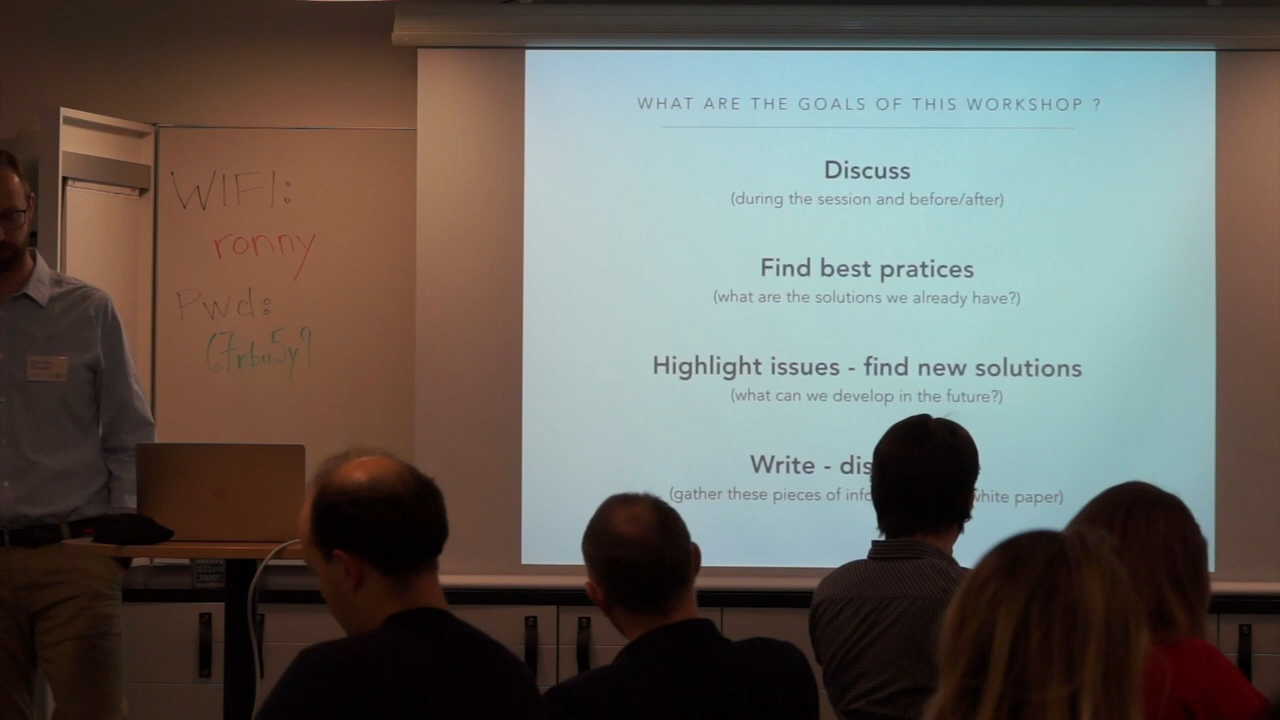 WIFI:
ronny
Pwd:
67rbu5y9
WHAT ARE THE GOALS OF THIS WORKSHOP ?
Discuss
(during the session and before/after)
Find best pratices
(what are the solutions we already have?)
Highlight issues - find new solutions
(what can we develop in the future?)
Write -
(gather these pieces of white paper)